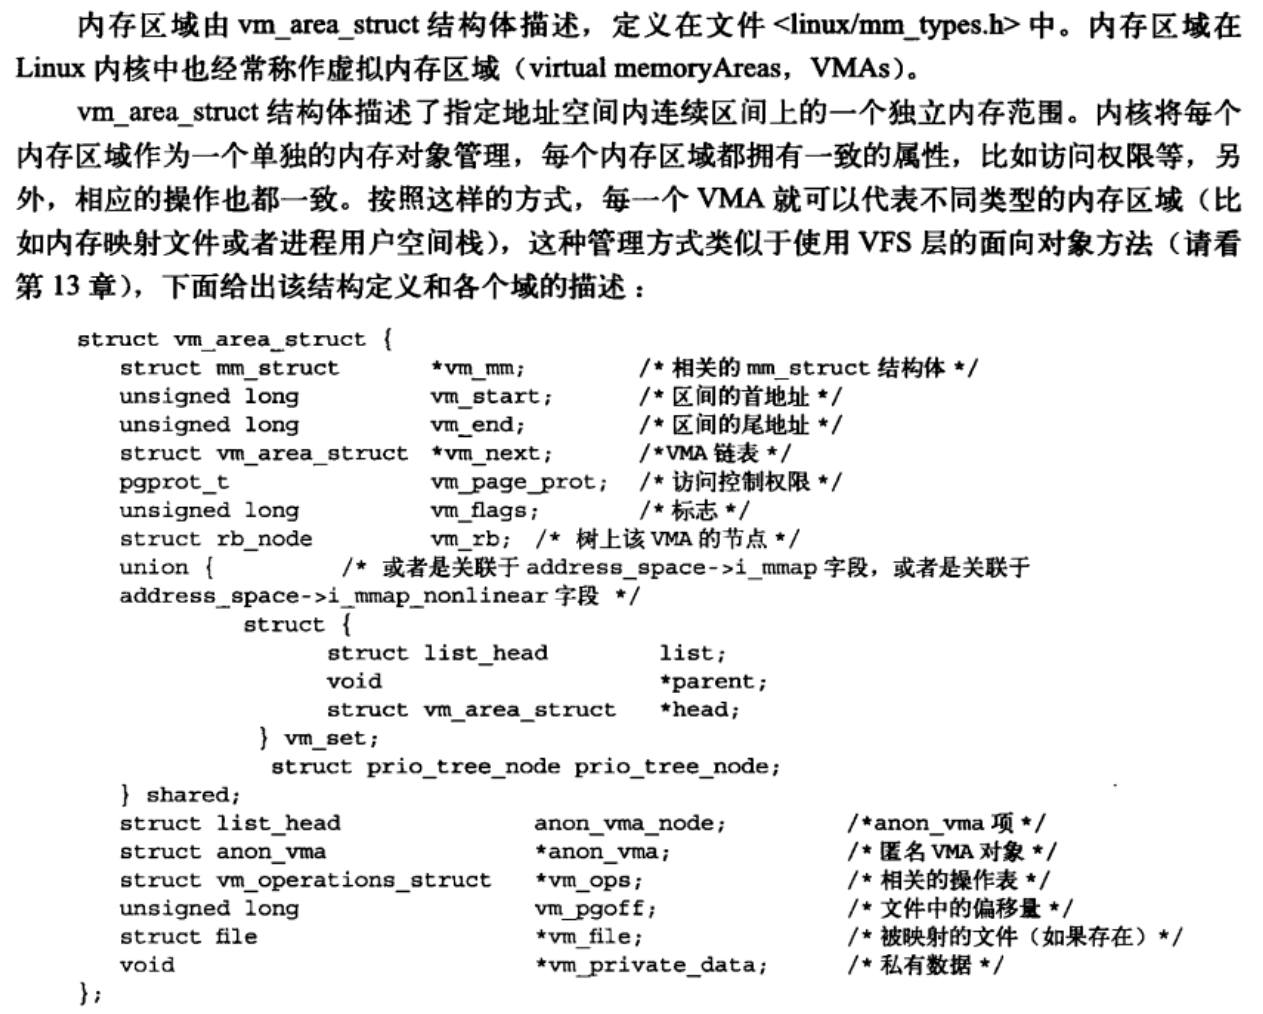 内存区域由 vm_area_struct 结构体描述，定义在文件 <linux/mm_types.h> 中。内存区域在
Linux 内核中也经常称作虚拟内存区域（virtual memoryAreas，VMAs）。
vm_area_struct 结构体描述了指定地址空间内连续区间上的一个独立内存范围。内核将每个
内存区域作为一个单独的内存对象管理，每个内存区域都拥有一致的属性，比如访问权限等，另
外，相应的操作也都一致。按照这样的方式，每一个 VMA 就可以代表不同类型的内存区域（比
如内存映射文件或者进程用户空间栈），这种管理方式类似于使用 VFS 层的面向对象方法（请看
第 13 章），下面给出该结构定义和各个域的描述：
struct vm_area_struct {
struct mm_struct *vm_mm; /* 相关的 mm_struct 结构体 */
unsigned long vm_start; /* 区间的首地址 */
unsigned long vm_end; /* 区间的尾地址 */
struct vm_area_struct *vm_next; /*VMA 链表 */
pgprot_t vm_page_prot; /* 访问控制权限 */
unsigned long vm_flags; /* 标志 */
struct rb_node vm_rb; /* 树上该 VMA 的节点 */
union { /* 或者是关联于 address_space->i_mmap 字段，或者是关联于
address_space->i_mmap_nonlinear 字段 */
struct {
struct list_head list;
void *parent;
struct vm_area_struct *head;
} vm_set;
struct prio_tree_node prio_tree_node;
} shared;
struct list_head anon_vma_node; /*anon_vma 项 */
struct anon_vma *anon_vma; /* 匿名 VMA 对象 */
struct vm_operations_struct *vm_ops; /* 相关的操作表 */
unsigned long vm_pgoff; /* 文件中的偏移量 */
struct file *vm_file; /* 被映射的文件（如果存在）*/
void *vm_private_data; /* 私有数据 */
};